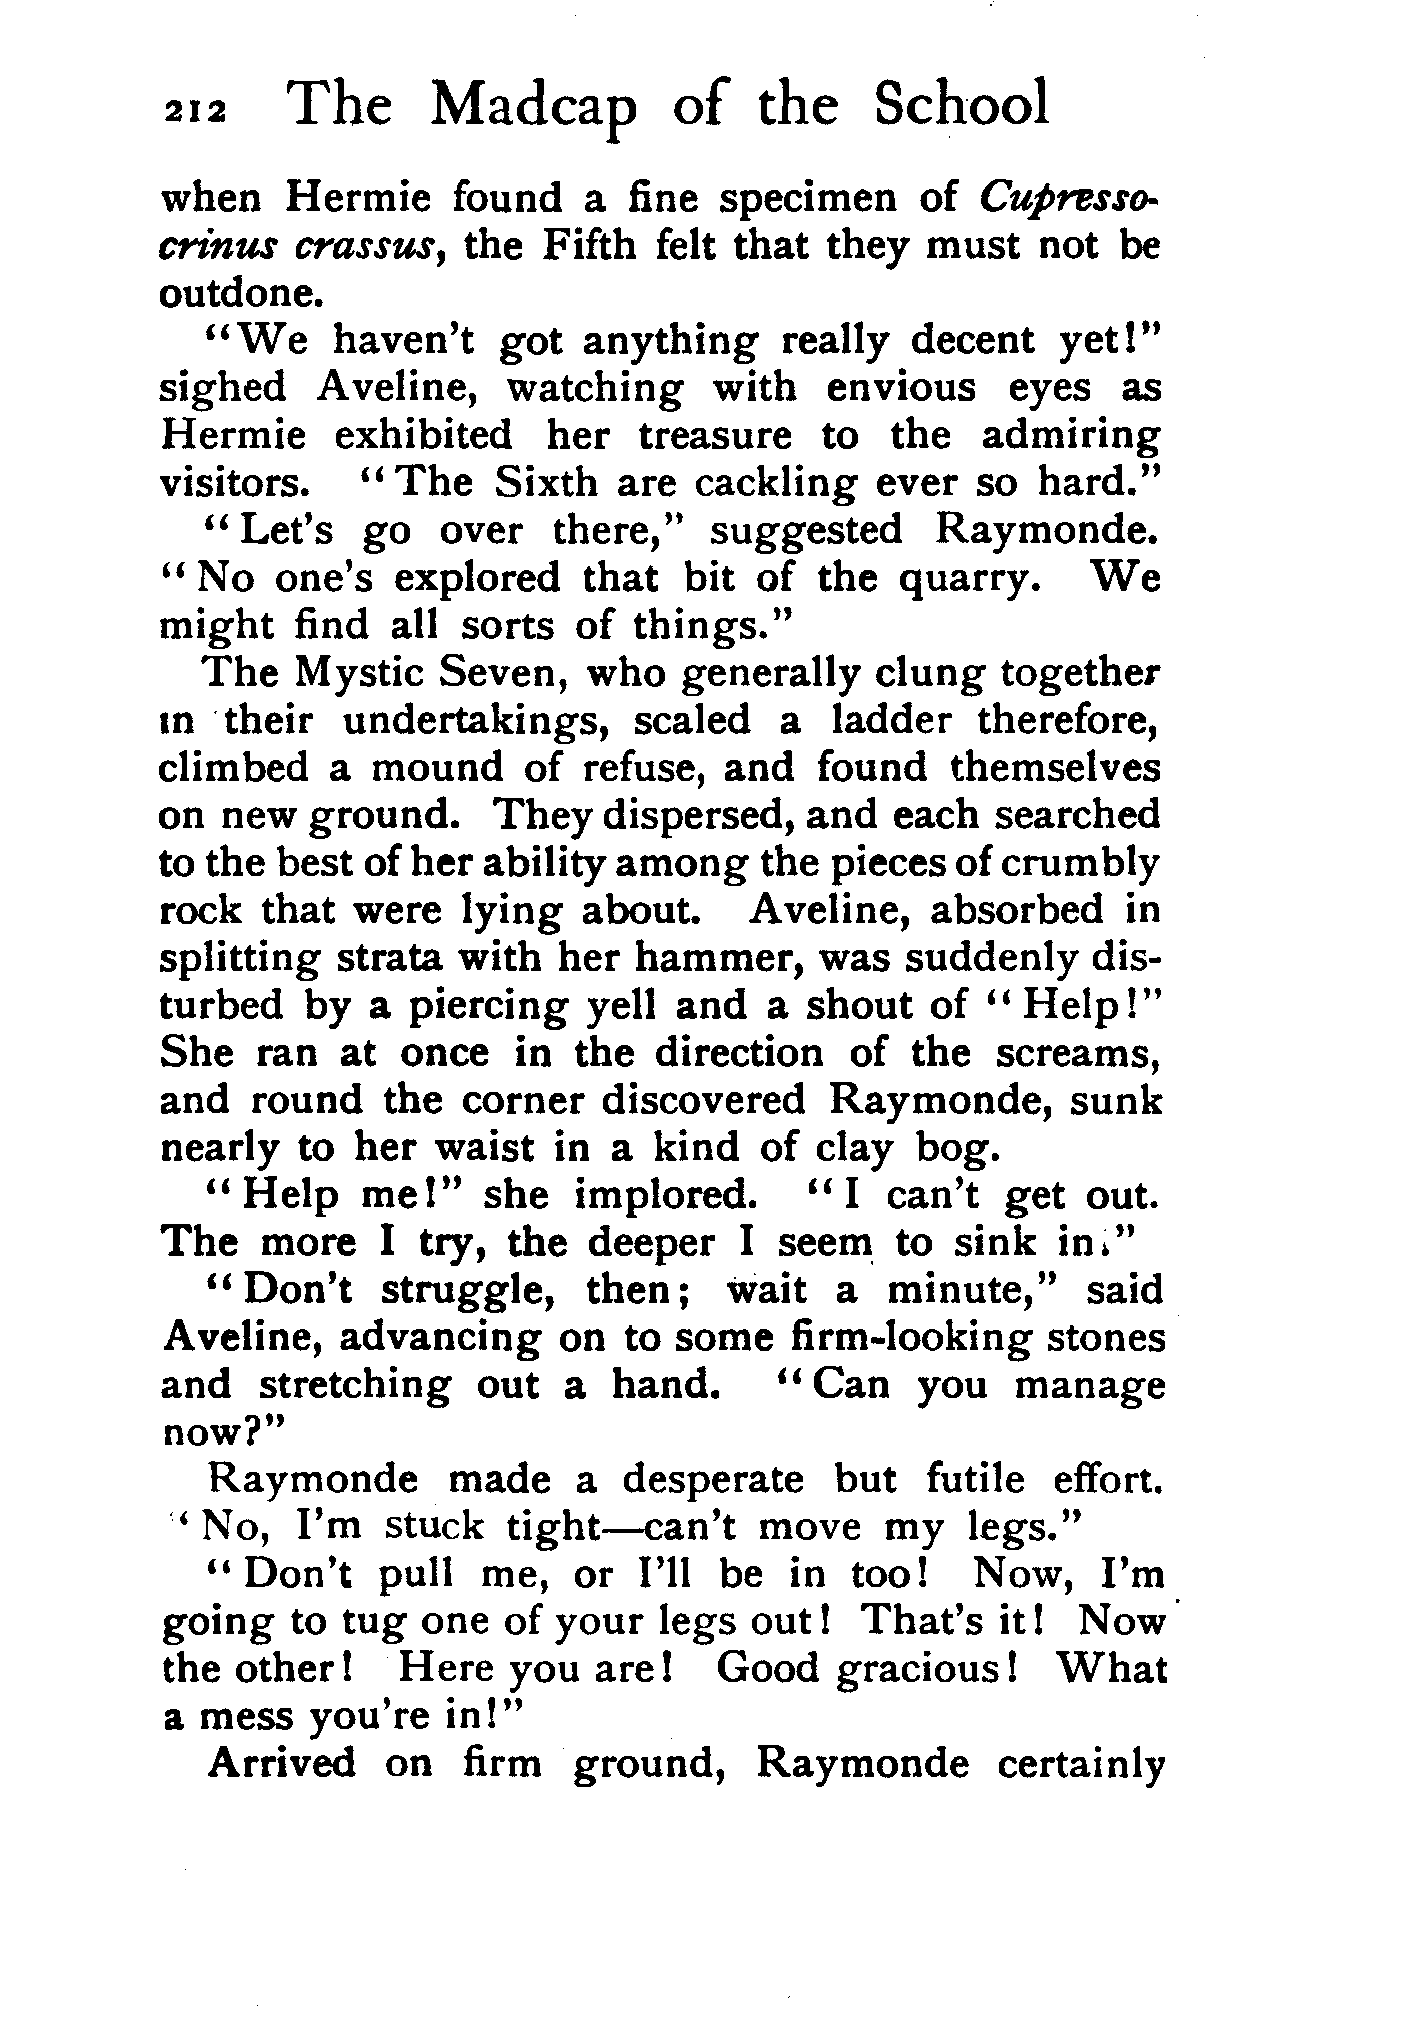 212 The Madcap of the School
when Hermie found a fine specimen of Cupresso-
crinus crassus, the Fifth felt that they must not be
outdone.
"We haven't got anything really decent yet!"
sighed Aveline, watching with envious eyes as
Hermie exhibited her treasure to the admiring
visitors. "The Sixth are cackling ever so hard."
"Let's go over there," suggested Raymonde.
"No one's explored that bit of the quarry. We
might find all sorts of things."
The Mystic Seven, who generally clung together
in their undertakings, scaled a ladder therefore,
climbed a mound of refuse, and found themselves
on new ground. They dispersed, and each searched
to the best of her ability among the pieces of crumbly
rock that were lying about. Aveline, absorbed in
splitting strata with her hammer, was suddenly dis-
turbed by a piercing yell and a shout of "Help!"
She ran at once in the direction of the screams,
and round the corner discovered Raymonde, sunk
nearly to her waist in a kind of clay bog.
"Help me!" she implored. "I can't get out.
The more I try, the deeper I seem to sink in."
"Don't struggle, then; wait a minute," said
Aveline, advancing on to some firm-looking stones
and stretching out a hand. "Can you manage
now?"
Raymonde made a desperate but futile effort.
"No, I'm stuck tight—can't move my legs."
"Don't pull me, or I'll be in too! Now, I'm
going to tug one of your legs out! That's it! Now
the other! Here you are! Good gracious! What
a mess you're in!"
Arrived on firm ground, Raymonde certainly